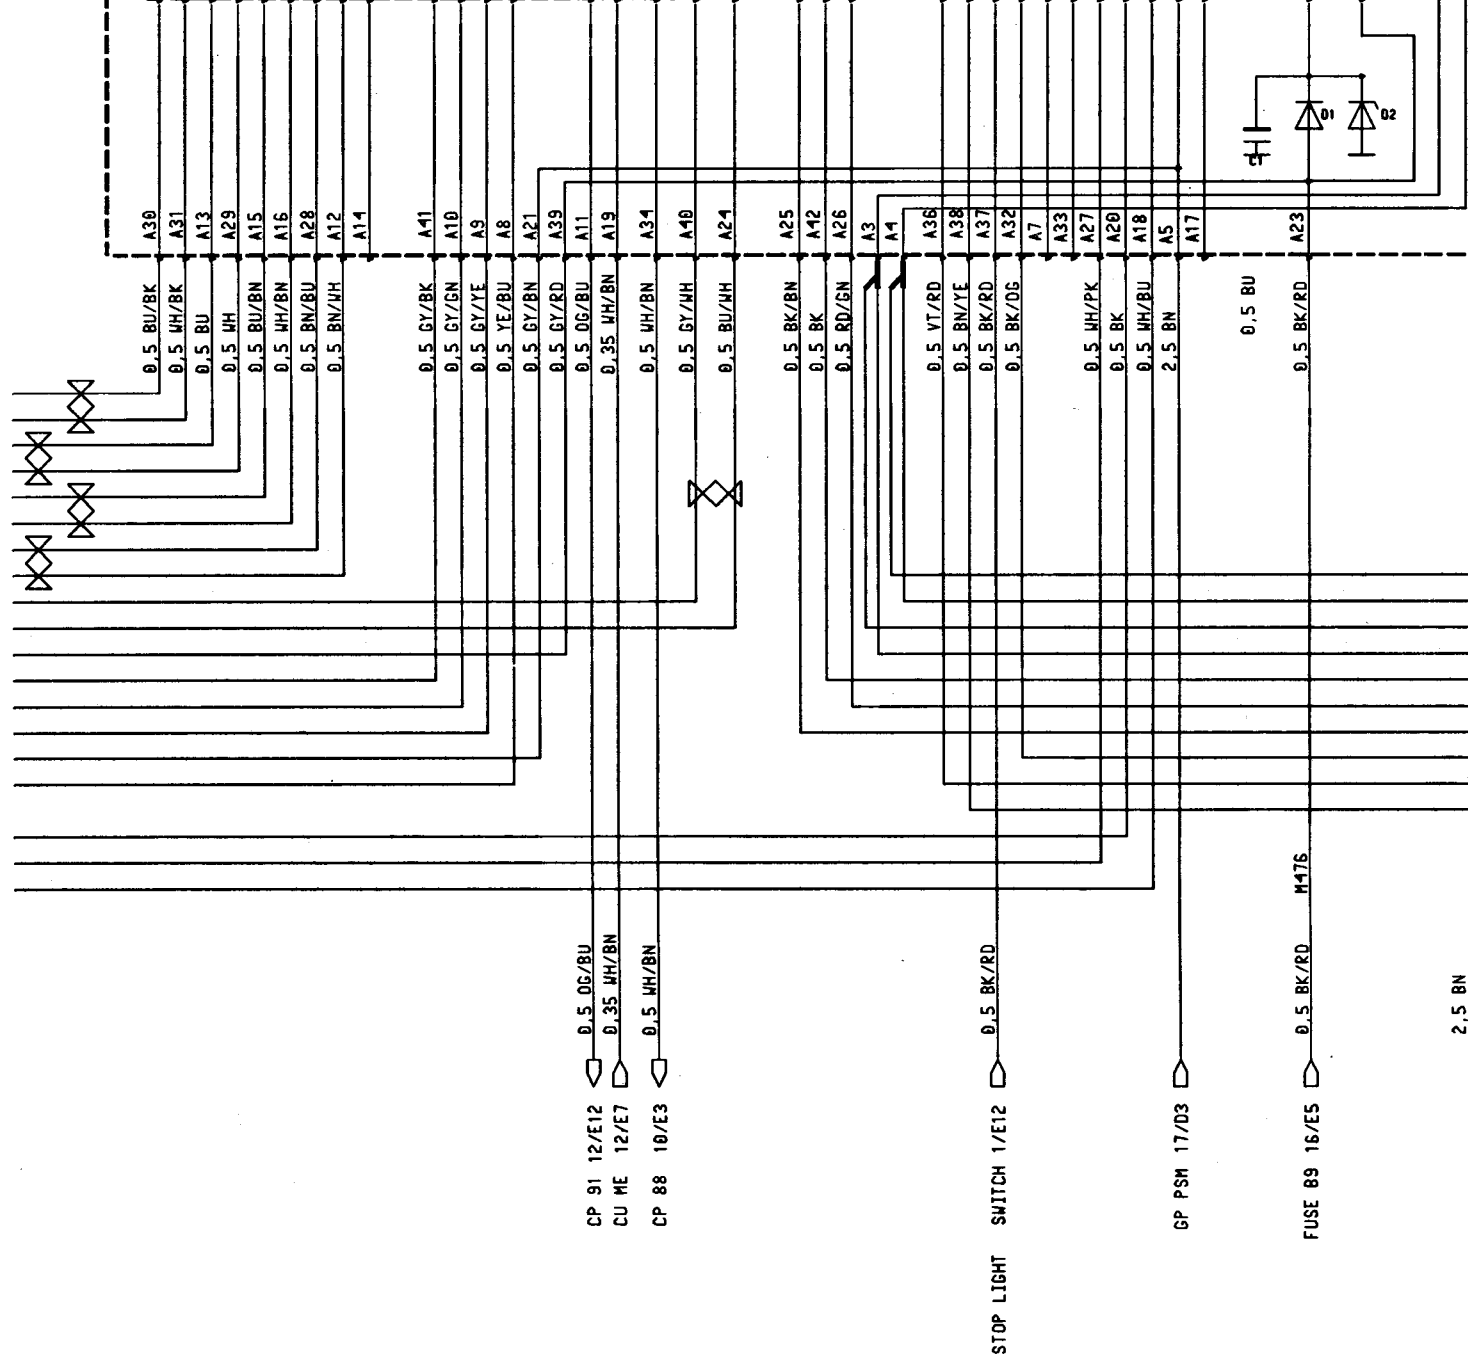 A30
A31
A13
A29
A15
A16
A28
A12
A14
A41
A10
A9
A8
A21
A39
A11
A19
A34
A40
A24
A25
A42
A26
A3
A4
A36
A38
A37
A32
A7
A33
A27
A20
A18
A5
A17
A23
C1
D1
D2
0,5 BU/BK
0,5 WH/BK
0,5 BU
0,5 WH
0,5 BU/BN
0,5 WH/BN
0,5 BN/BU
0,5 BN/WH
0,5 GY/BK
0,5 GY/GN
0,5 GY/YE
0,5 YE/BU
0,5 GY/BN
0,5 GY/RD
0,5 OG/BU
0,35 WH/BN
0,5 WH/BN
0,5 GY/WH
0,5 BU/WH
0,5 BK/BN
0,5 BK
0,5 RD/GN
0,5 VT/RD
0,5 BN/YE
0,5 BK/RD
0,5 BK/OG
0,5 WH/PK
0,5 BK
0,5 WH/BU
2,5 BN
0,5 BU
0,5 BK/RD
M476
0,5 OG/BU
0,35 WH/BN
0,5 WH/BN
0,5 BK/RD
0,5 BK/RD
2,5 BN
CP 91 12/E12
CU ME 12/E7
CP 88 10/E3
STOP LIGHT SWITCH 1/E12
GP PSM 17/D3
FUSE B9 16/E5